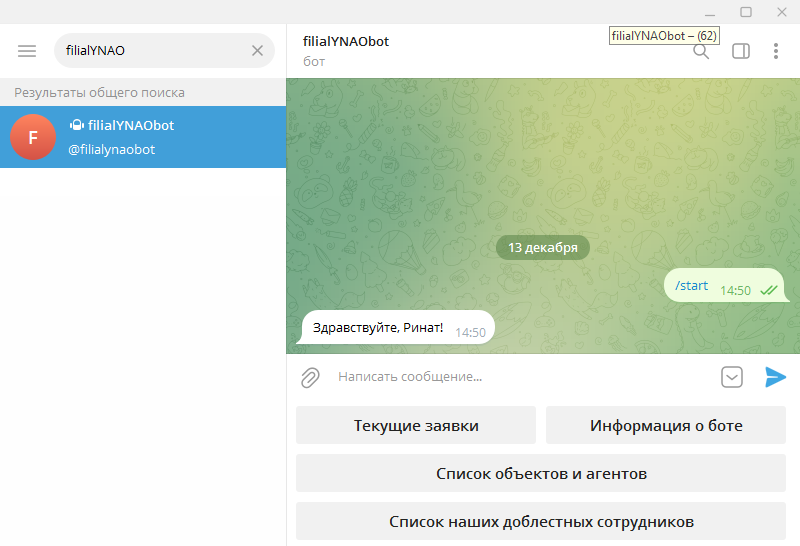 filialYNAO
Результаты общего поиска
F
filialYNAObot
@filialynaobot
filialYNAObot
бот
filialYNAObot – (62)
13 декабря
/start 14:50
Здравствуйте, Ринат! 14:50
Написать сообщение...
Текущие заявки
Информация о боте
Список объектов и агентов
Список наших доблестных сотрудников